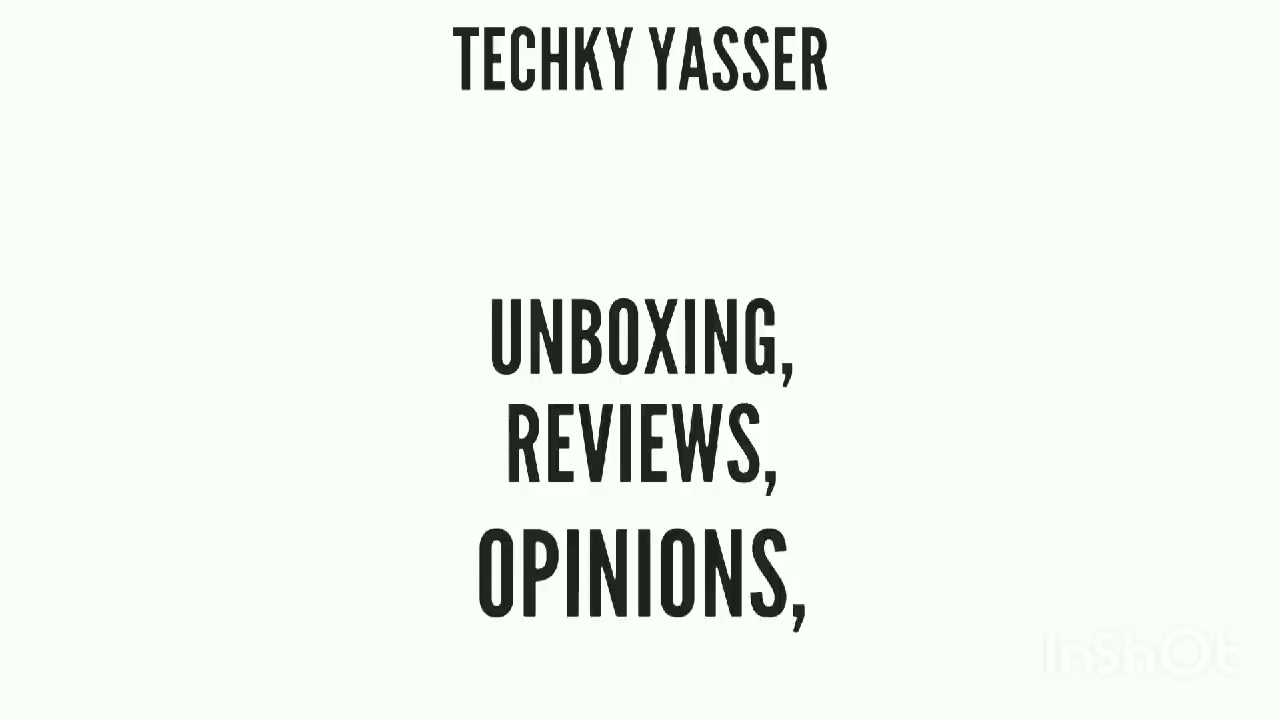 TECHKY YASSER
UNBOXING,
REVIEWS,
OPINIONS,
InShOt